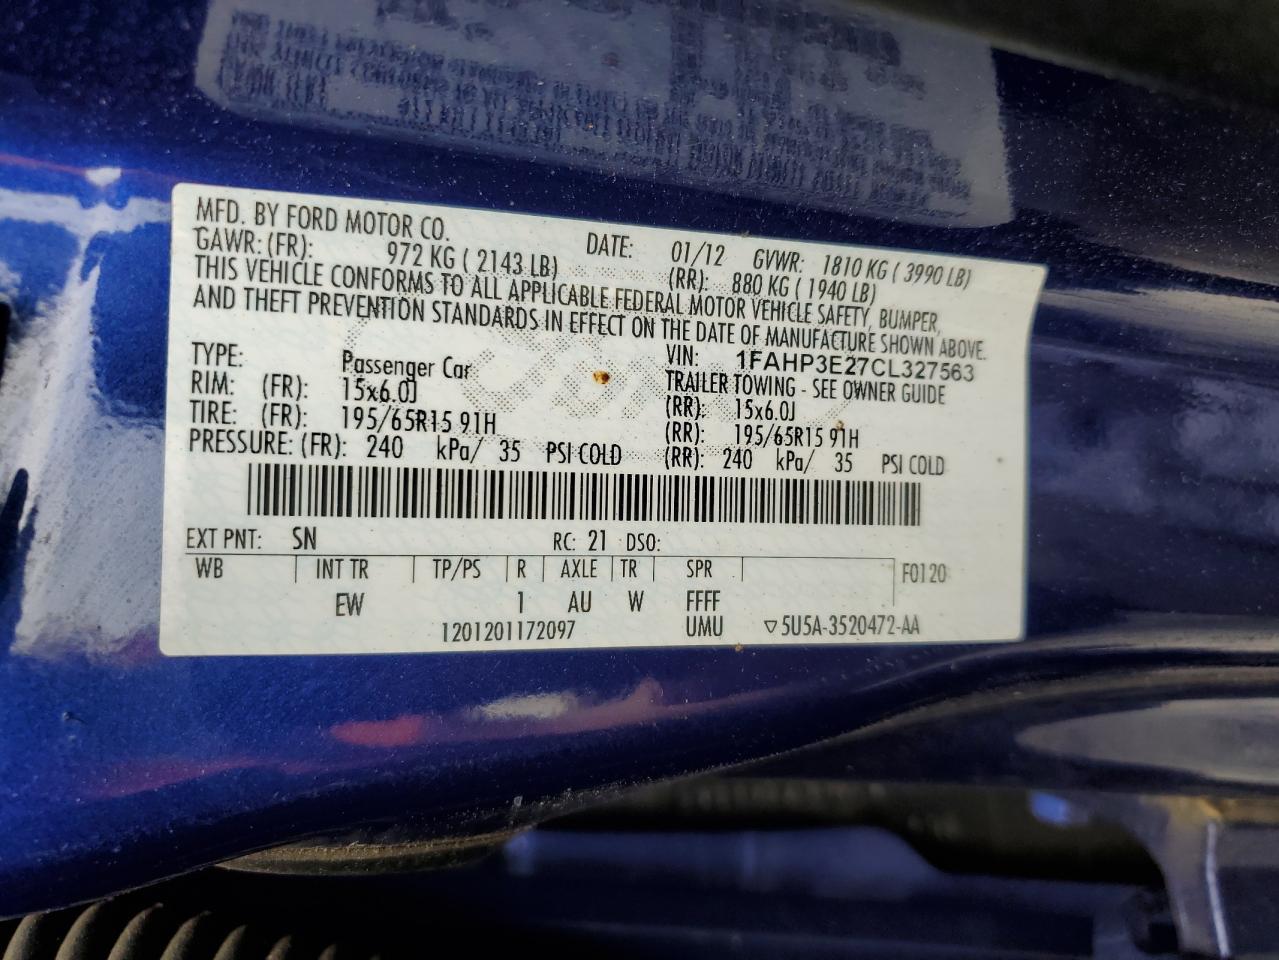 MFD. BY FORD MOTOR CO. DATE: 01/12 GVWR: 1810 KG ( 3990 LB)
GAWR: (FR): 972 KG ( 2143 LB) (RR): 880 KG ( 1940 LB)
THIS VEHICLE CONFORMS TO ALL APPLICABLE FEDERAL MOTOR VEHICLE SAFETY, BUMPER,
AND THEFT PREVENTION STANDARDS IN EFFECT ON THE DATE OF MANUFACTURE SHOWN ABOVE.
VIN: 1FAHP3E27CL327563
TYPE: Passenger Car TRAILER TOWING - SEE OWNER GUIDE
RIM: (FR): 15x6.0J (RR): 15x6.0J
TIRE: (FR): 195/65R15 91H (RR): 195/65R15 91H
PRESSURE: (FR): 240 kPa/ 35 PSI COLD (RR): 240 kPa/ 35 PSI COLD
EXT PNT: SN RC: 21 DSO:
WB INT TR TP/PS R AXLE TR SPR F0120
EW 1 AU W FFFF
1201201172097 UMU ▽5U5A-3520472-AA